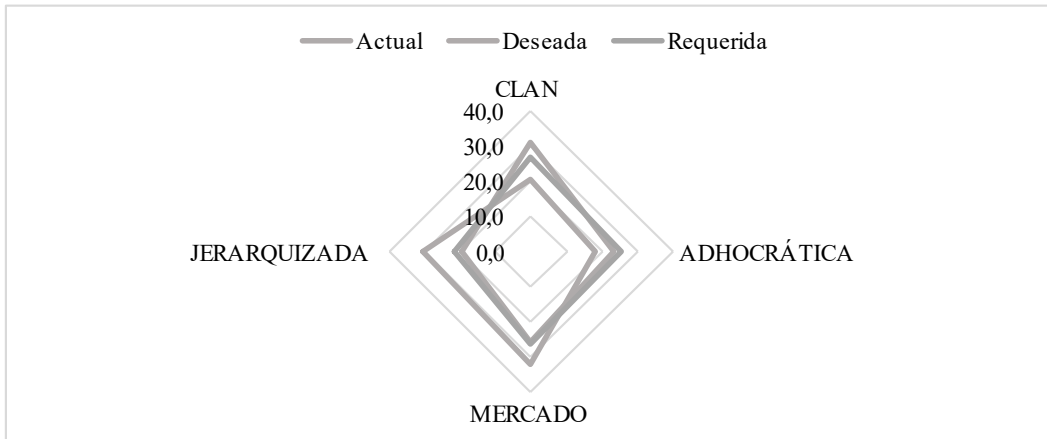 Actual Deseada Requerida
CLAN
40,0
30,0
20,0
10,0
0,0
JERARQUIZADA
ADHOCRÁTICA
MERCADO